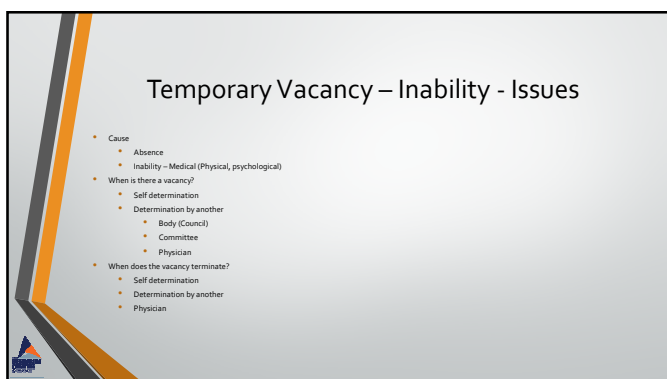 Temporary Vacancy – Inability - Issues
Cause
Absence
Inability – Medical (Physical, psychological)
When is there a vacancy?
Self determination
Determination by another
Body (Council)
Committee
Physician
When does the vacancy terminate?
Self determination
Determination by another
Physician